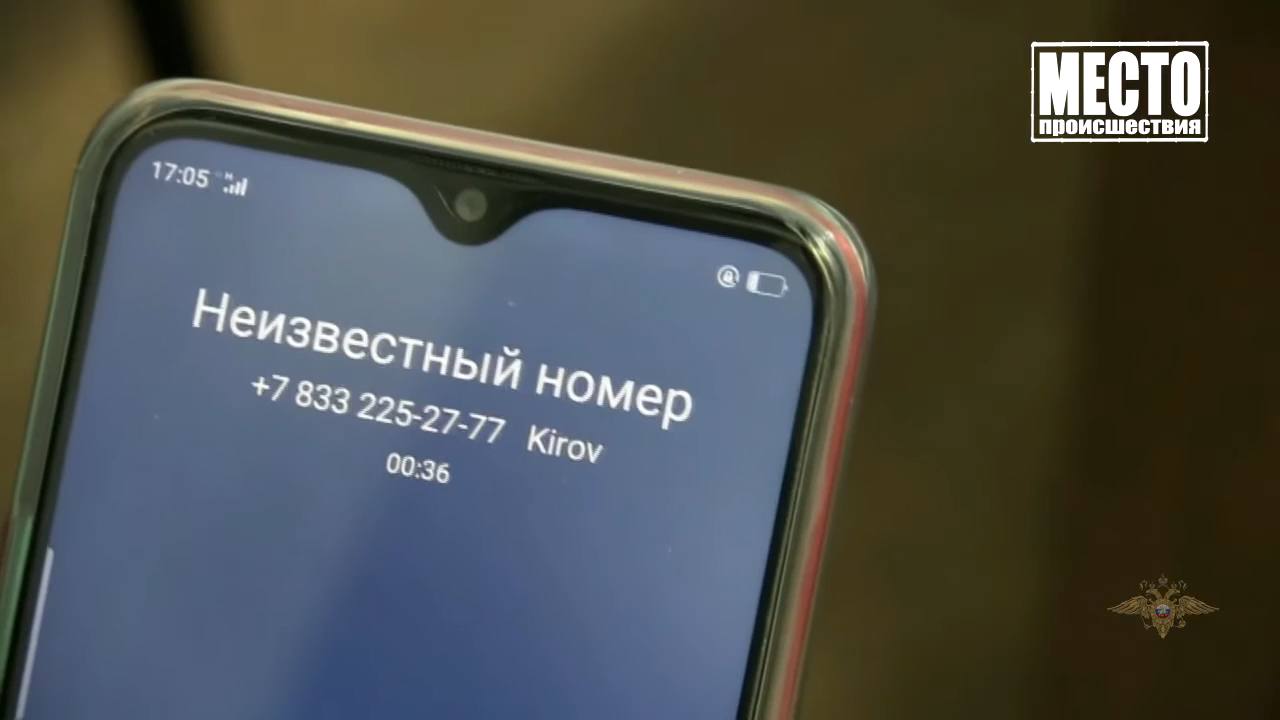 МЕСТО
происшествия
17:05
Неизвестный номер
+7 833 225-27-77 Kirov
00:36